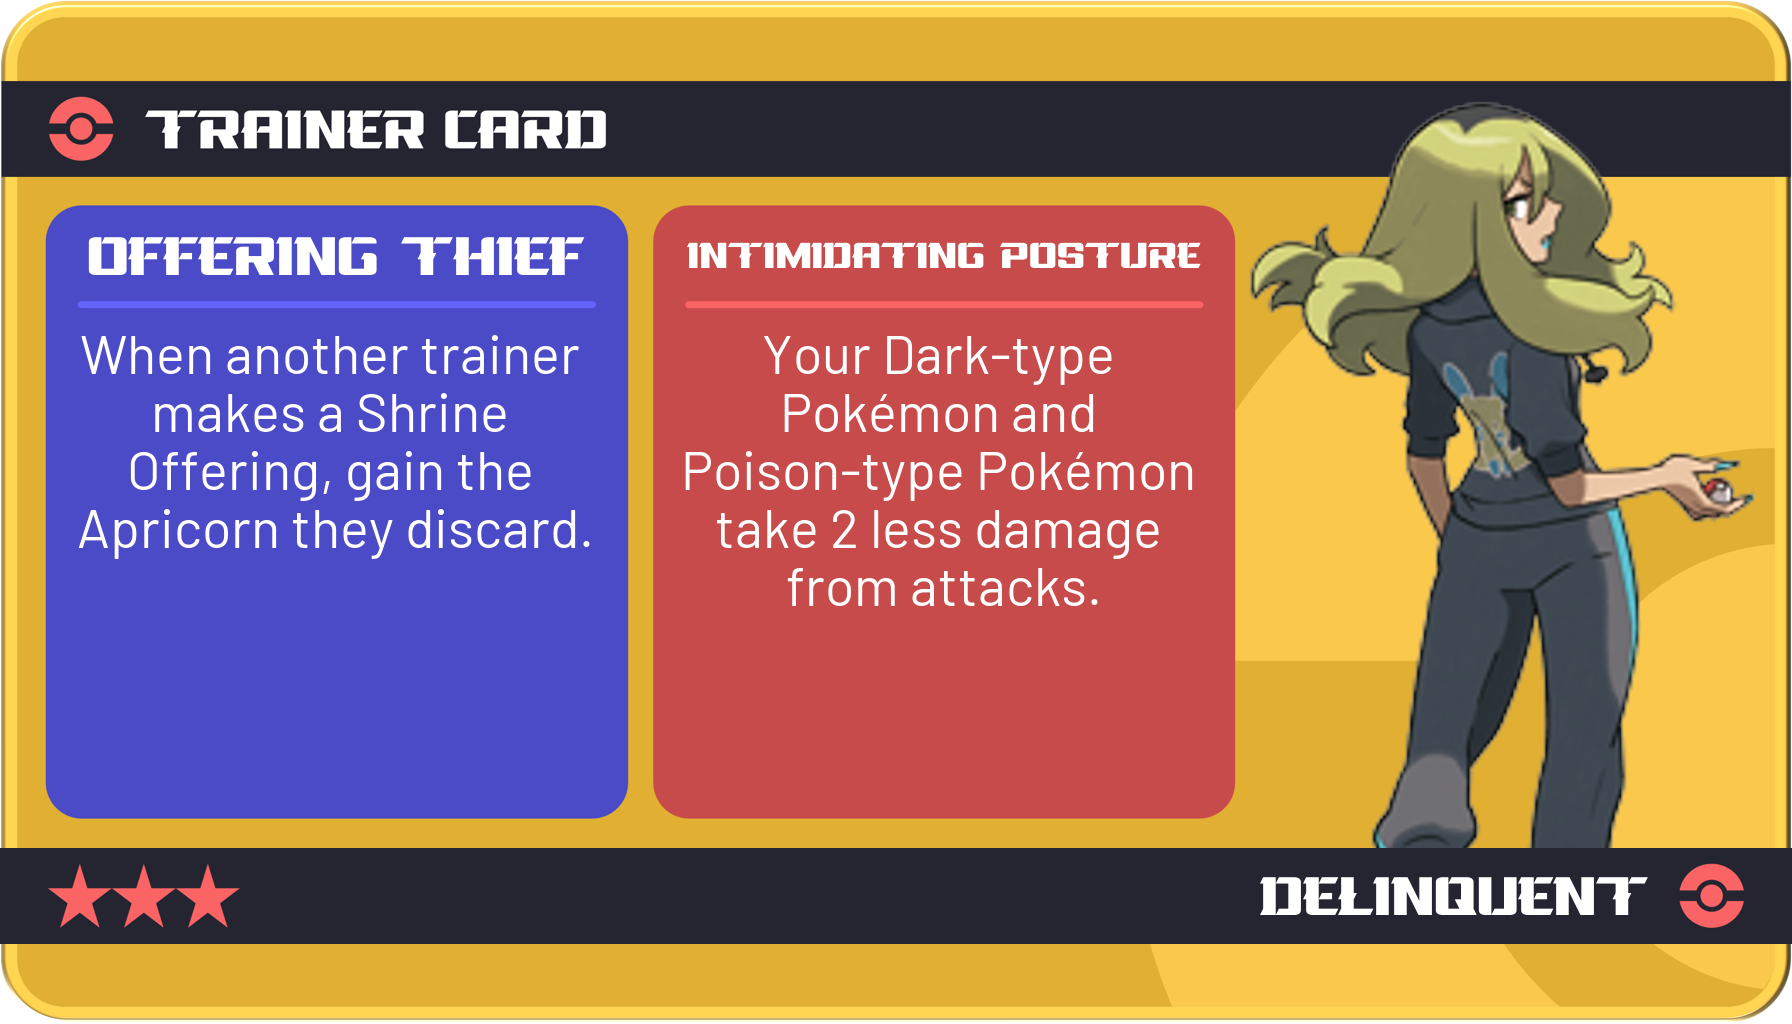 TRAINER CARD
OFFERING THIEF
When another trainer
makes a Shrine
Offering, gain the
Apricorn they discard.
INTIMIDATING POSTURE
Your Dark-type
Pokémon and
Poison-type Pokémon
take 2 less damage
from attacks.
DELINQUENT